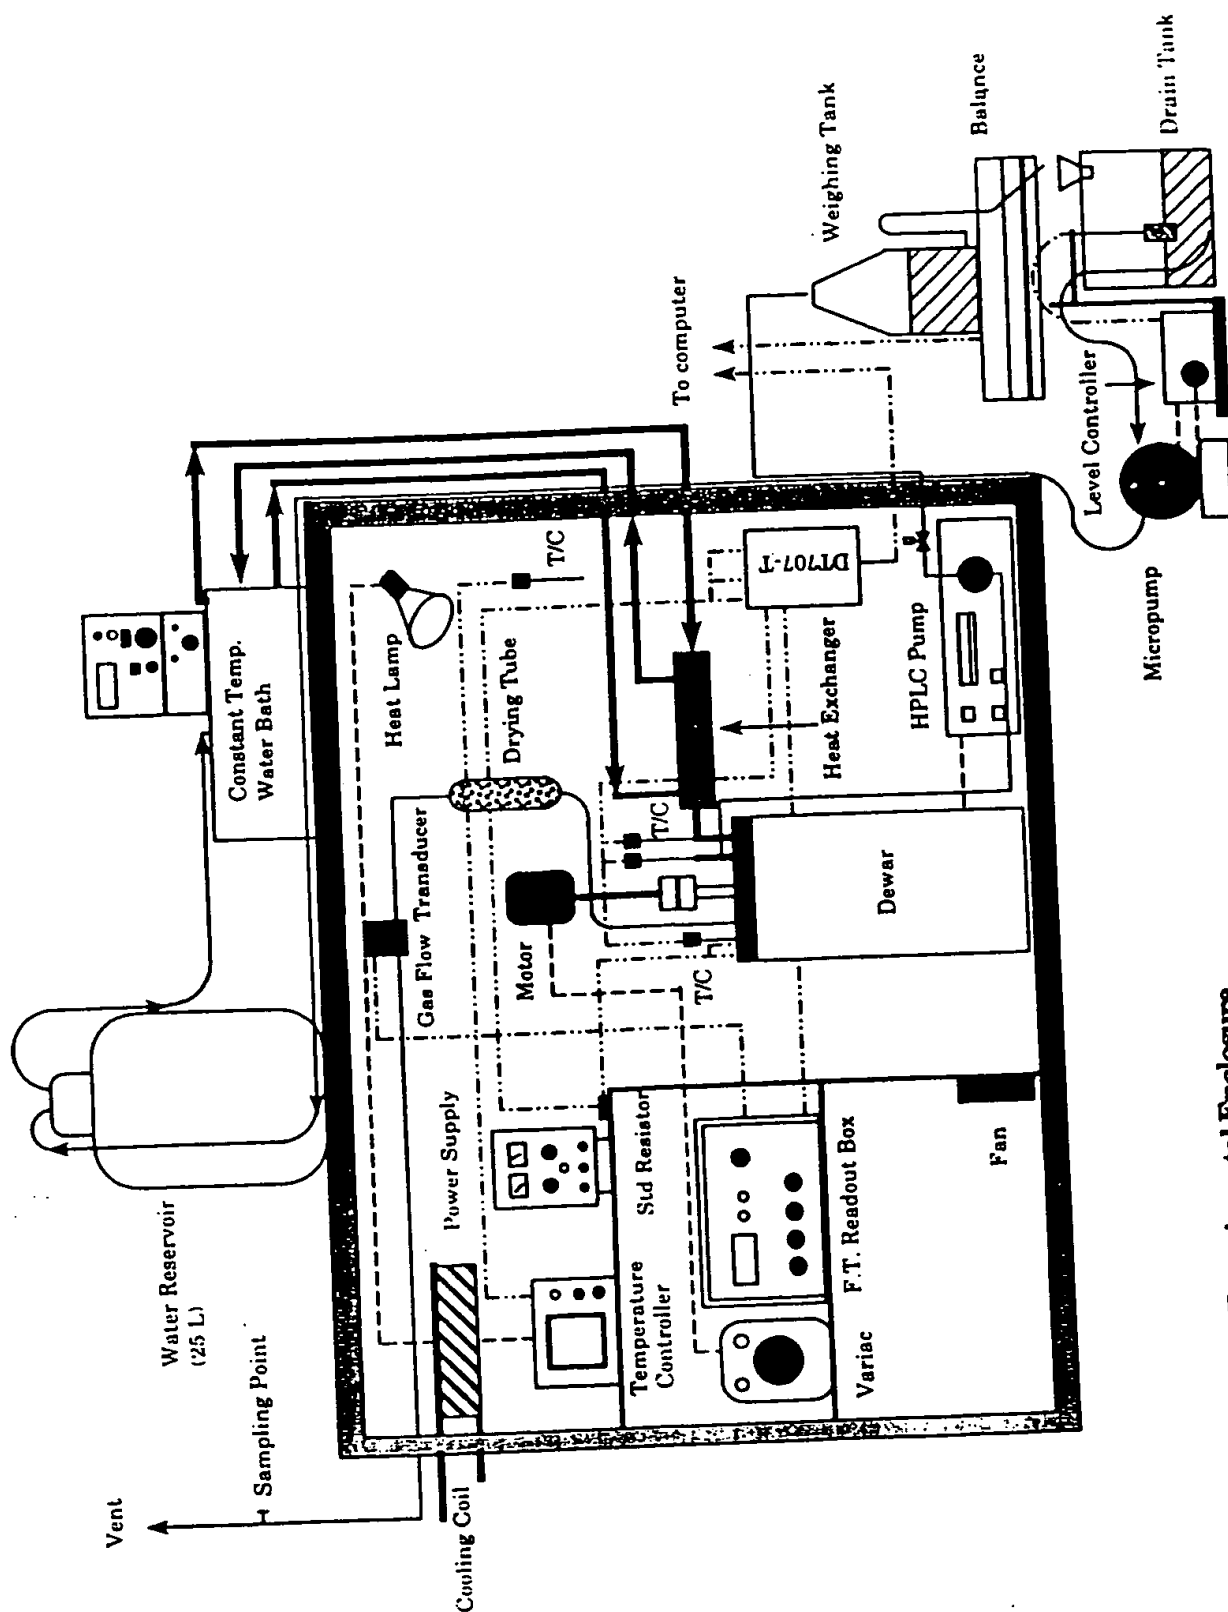 Vent
Sampling Point
Water Reservoir
(25 L)
Constant Temp.
Water Bath
Cooling Coil
Power Supply
Gas Flow Transducer
Heat Lamp
Drying Tube
T/C
Motor
Temperature
Controller
Std Resistor
T/C
T/C
Heat Exchanger
DT707-T
To computer
Weighing Tank
Variac
F.T. Readout Box
Dewar
HPLC Pump
Balance
Fan
Level Controller
Micropump
Drain Tank
Enclosure